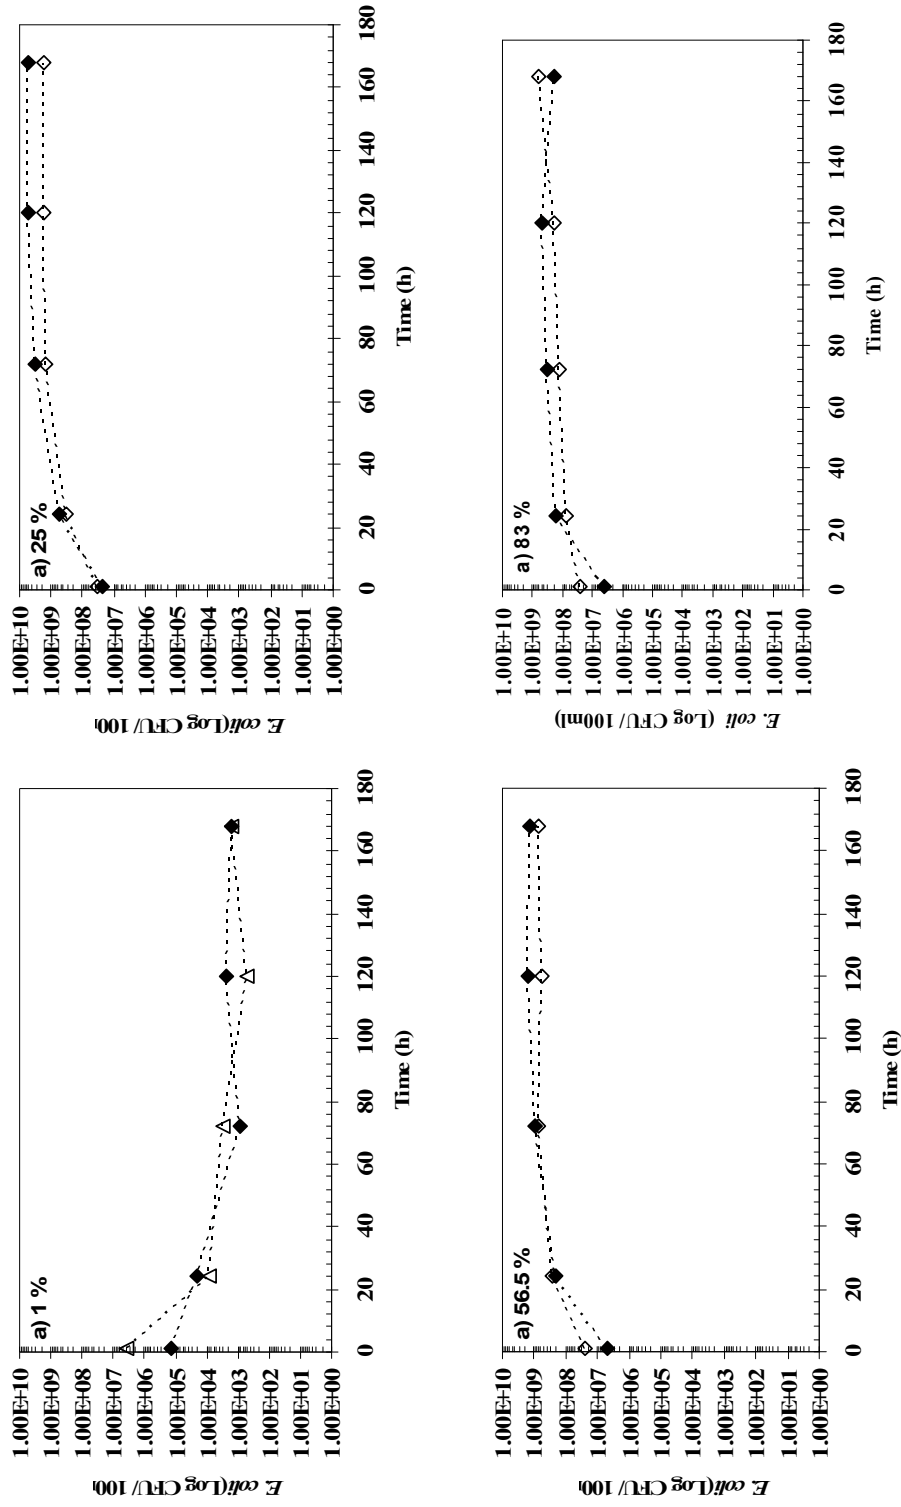 a) 1 %
E. coli(Log CFU/ 100
1.00E+10
1.00E+09
1.00E+08
1.00E+07
1.00E+06
1.00E+05
1.00E+04
1.00E+03
1.00E+02
1.00E+01
1.00E+00
0 20 40 60 80 100 120 140 160 180
Time (h)
a) 25 %
E. coli(Log CFU/ 100
1.00E+10
1.00E+09
1.00E+08
1.00E+07
1.00E+06
1.00E+05
1.00E+04
1.00E+03
1.00E+02
1.00E+01
1.00E+00
0 20 40 60 80 100 120 140 160 180
Time (h)
a) 56.5 %
E. coli(Log CFU/ 100
1.00E+10
1.00E+09
1.00E+08
1.00E+07
1.00E+06
1.00E+05
1.00E+04
1.00E+03
1.00E+02
1.00E+01
1.00E+00
0 20 40 60 80 100 120 140 160 180
Time (h)
a) 83 %
E. coli (Log CFU/ 100ml)
1.00E+10
1.00E+09
1.00E+08
1.00E+07
1.00E+06
1.00E+05
1.00E+04
1.00E+03
1.00E+02
1.00E+01
1.00E+00
0 20 40 60 80 100 120 140 160 180
Time (h)